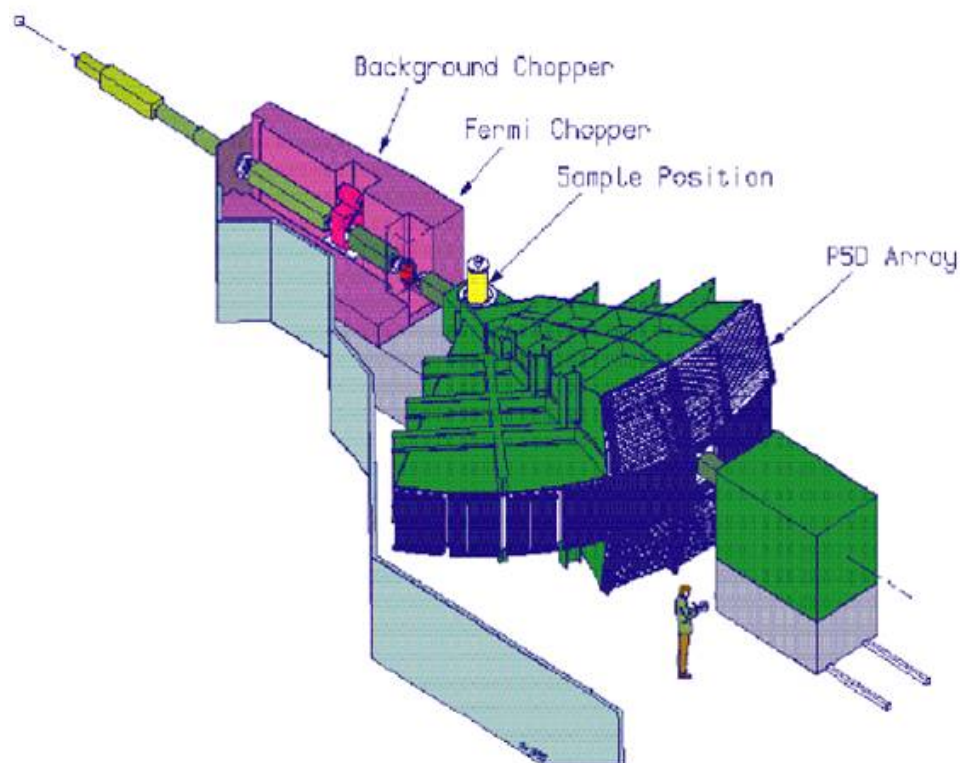 Background Chopper
Fermi Chopper
Sample Position
PSD Array